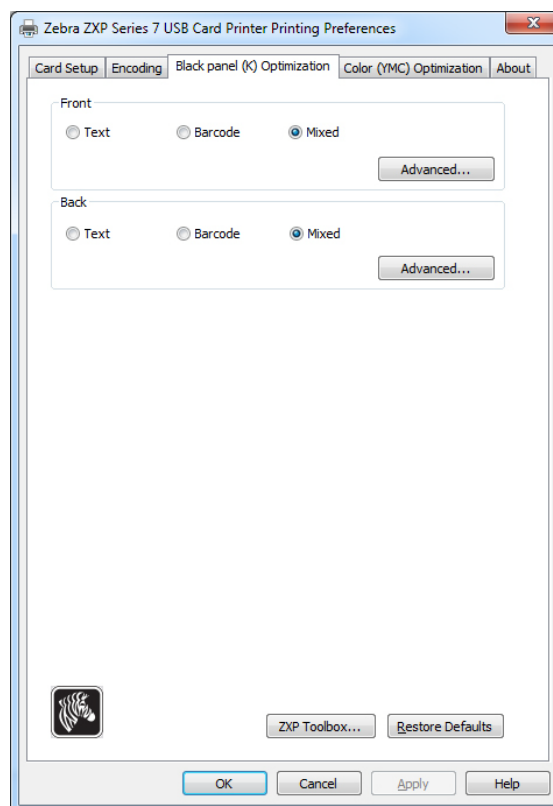 Zebra ZXP Series 7 USB Card Printer Printing Preferences
Card Setup Encoding Black panel (K) Optimization Color (YMC) Optimization About
Front
Text Barcode Mixed
Advanced...
Back
Text Barcode Mixed
Advanced...
ZXP Toolbox... Restore Defaults
OK Cancel Apply Help